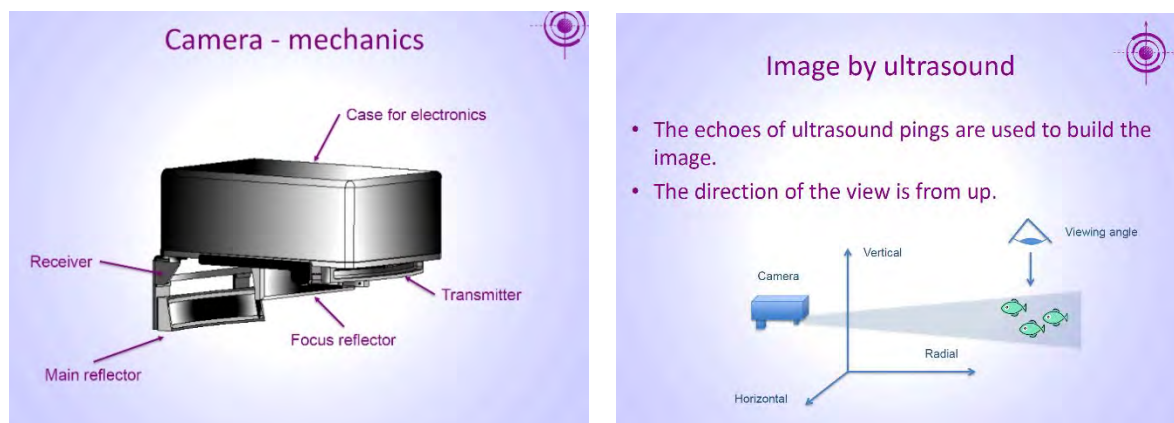 Camera - mechanics
Case for electronics
Receiver
Transmitter
Focus reflector
Main reflector
Image by ultrasound
• The echoes of ultrasound pings are used to build the
image.
• The direction of the view is from up.
Viewing angle
Vertical
Camera
Radial
Horizontal